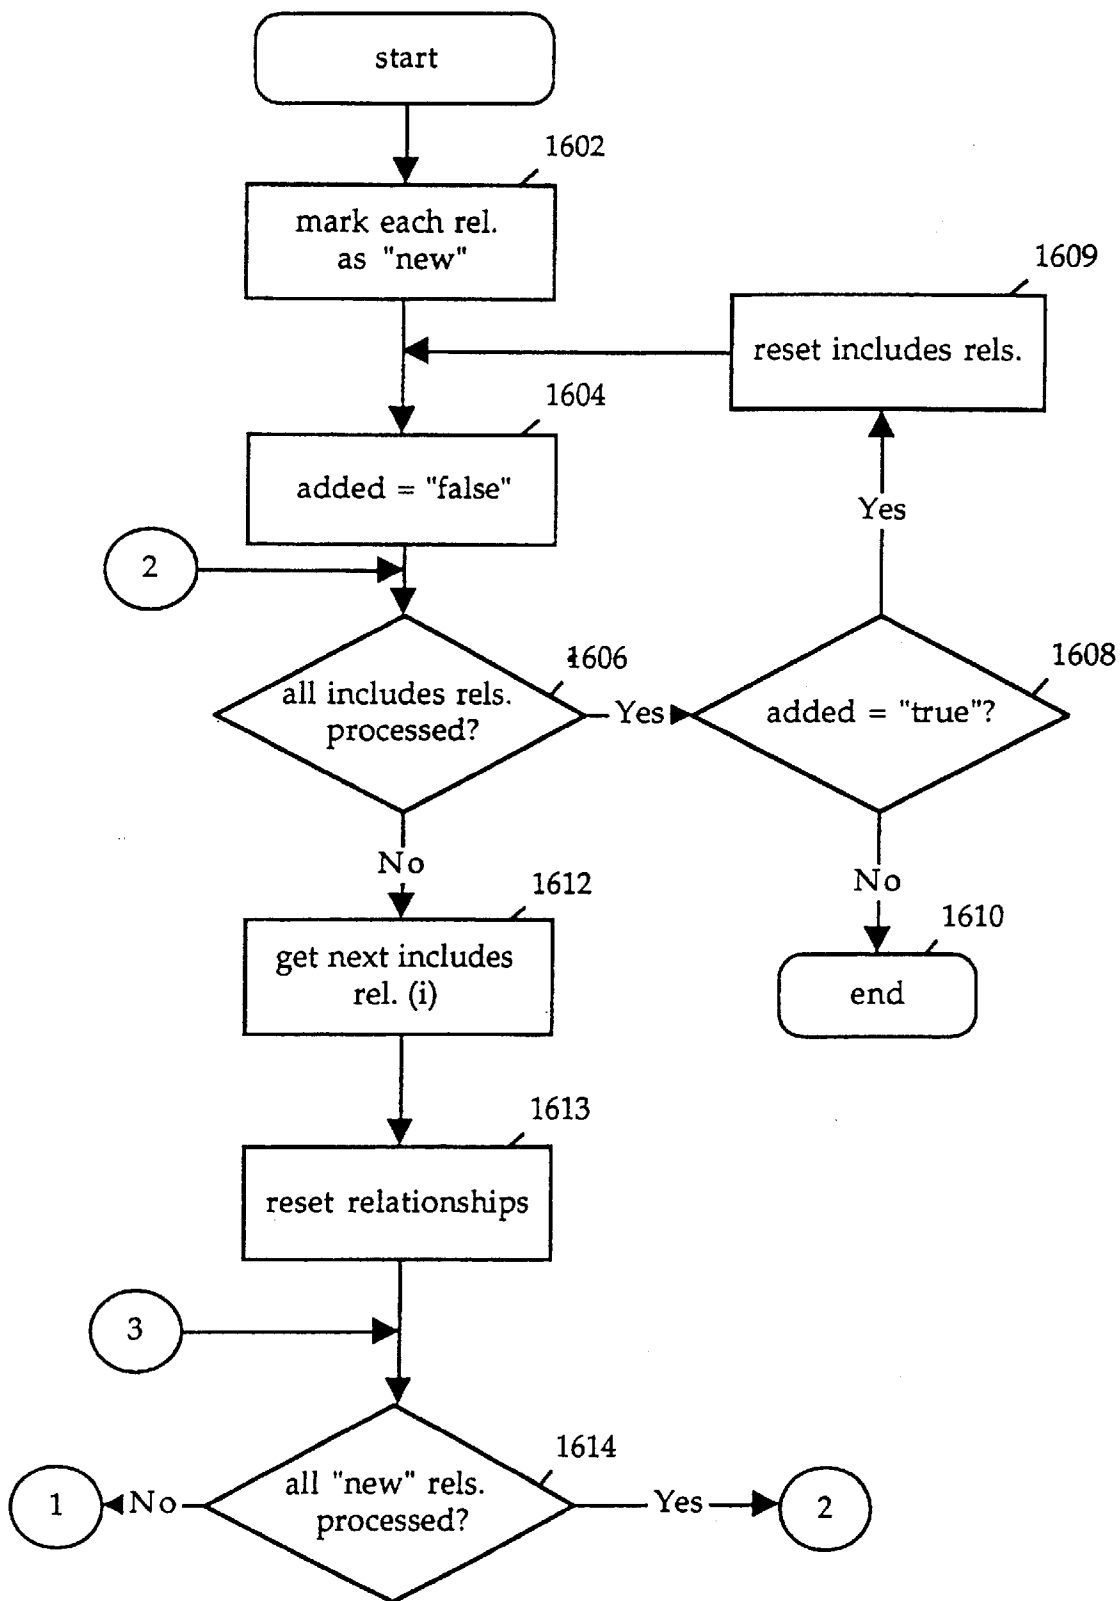 start
1602
mark each rel.
as "new"
1609
reset includes rels.
1604
added = "false"
Yes
2
1606
all includes rels.
processed?
Yes
1608
added = "true"?
No
No
1612
get next includes
rel. (i)
1610
end
1613
reset relationships
3
1614
all "new" rels.
processed?
1
No
Yes
2